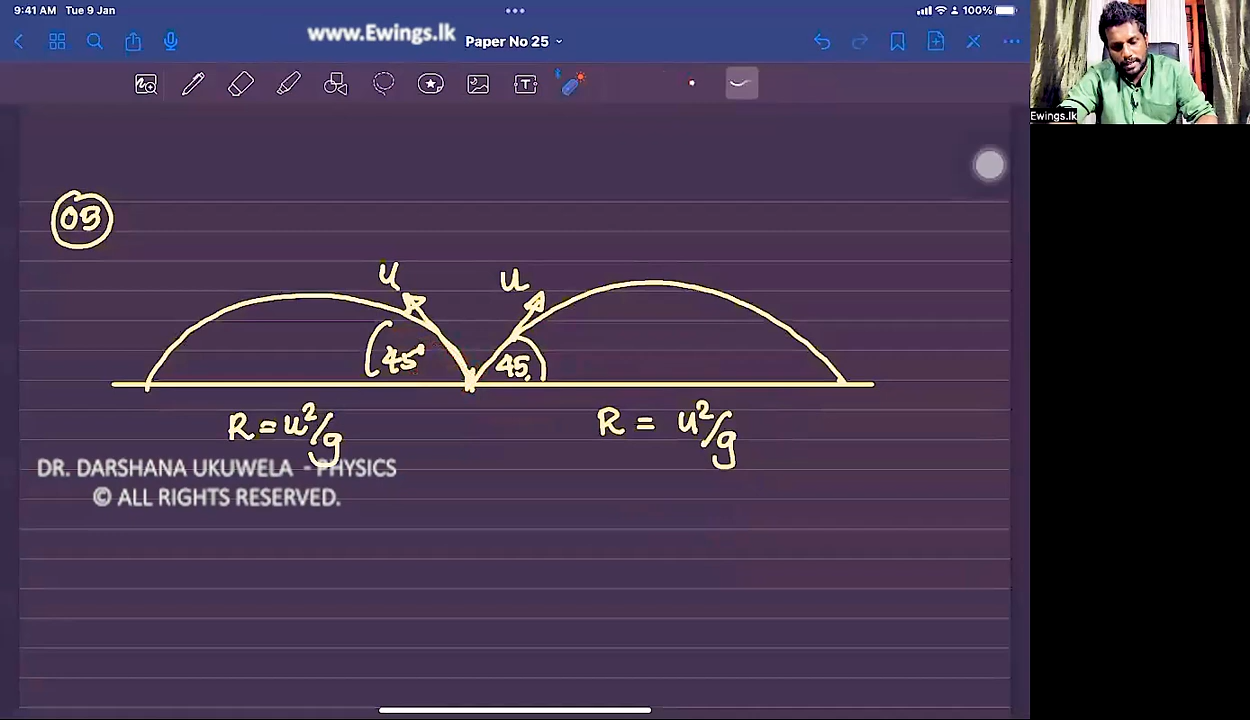 9:41 AM Tue 9 Jan
100%
www.Ewings.lk
Paper No 25
T
Ewings.lk
09
u
u
45°
45
R = u²/g
R = u²/g
DR. DARSHANA UKUWELA - PHYSICS
© ALL RIGHTS RESERVED.